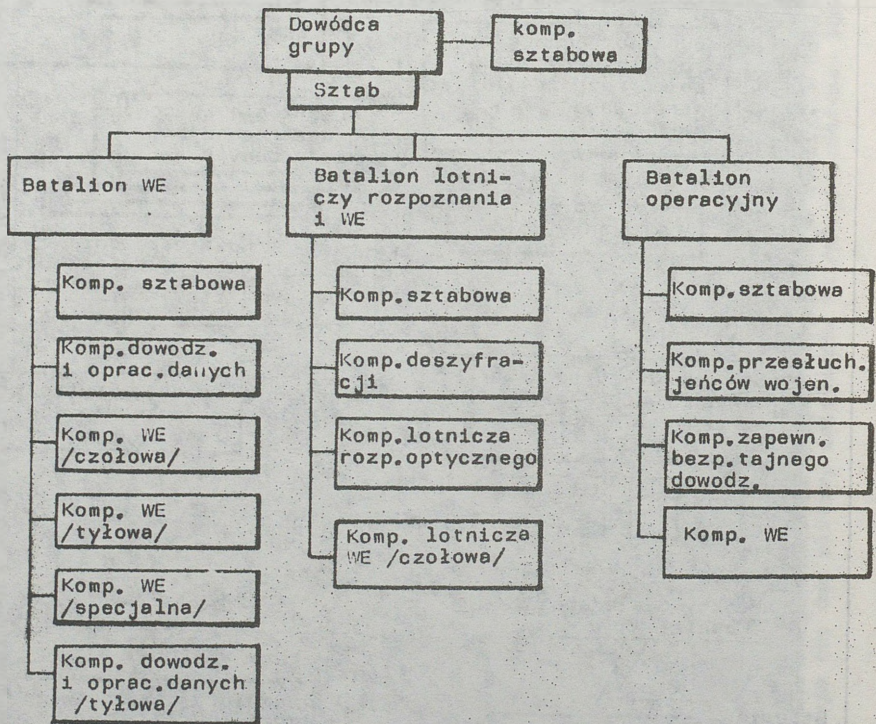 Dowódca
grupy
komp.
sztabowa
Sztab
Batalion WE
Komp. sztabowa
Komp.dowodz.
i oprac.danych
Komp. WE
/czołowa/
Komp. WE
/tyłowa/
Komp. WE
/specjalna/
Komp. dowodz.
i oprac.danych
/tyłowa/
Batalion lotni-
czy rozpoznania
i WE
Komp.sztabowa
Komp.deszyfra-
cji
Komp.lotnicza
rozp.optycznego
Komp. lotnicza
WE /czołowa/
Batalion
operacyjny
Komp.sztabowa
Komp.przesłuch.
jeńców wojen.
Komp.zapewn.
bezp.tajnego
dowodz.
Komp. WE